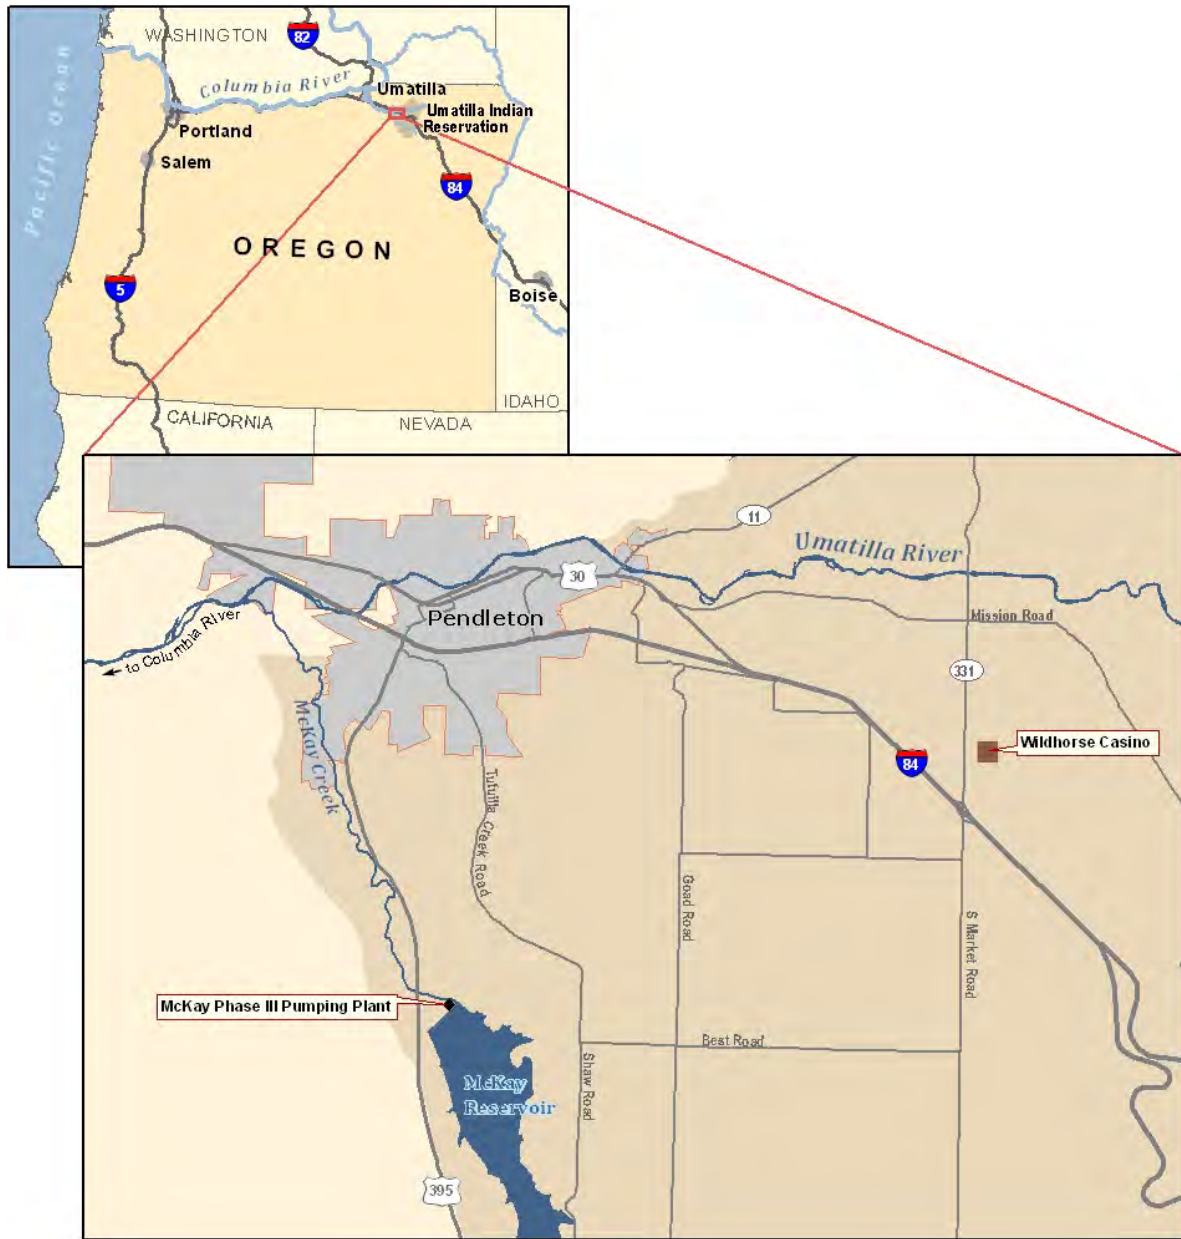 WASHINGTON
82
Pacific Ocean
Columbia River
Umatilla
Umatilla Indian
Reservation
Portland
Salem
84
OREGON
5
Boise
IDAHO
CALIFORNIA
NEVADA
11
Umatilla River
30
Pendleton
Mission Road
to Columbia River
331
McKay Creek
Wildhorse Casino
84
Tutuilla Creek Road
Goad Road
S Market Road
McKay Phase III Pumping Plant
Best Road
Shaw Road
McKay
Reservoir
395